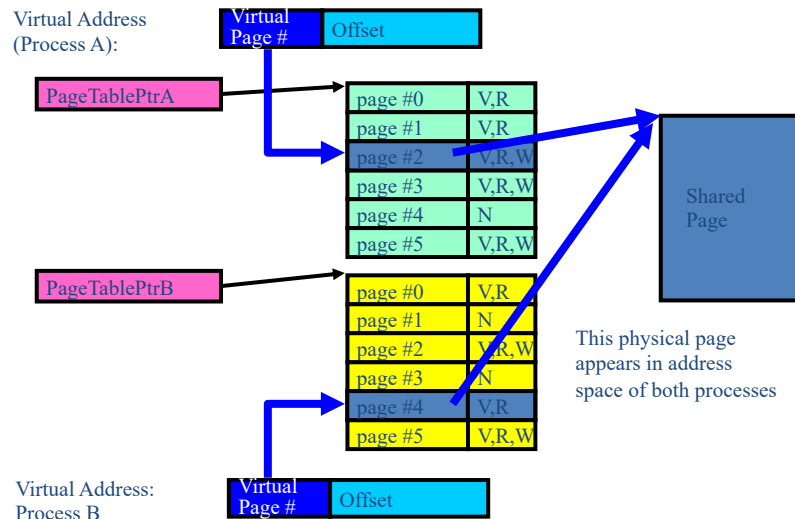 Virtual Address
(Process A):
Virtual
Page #
Offset
PageTablePtrA
page #0 V,R
page #1 V,R
page #2 V,R,W
page #3 V,R,W
page #4 N
page #5 V,R,W
Shared
Page
PageTablePtrB
page #0 V,R
page #1 N
page #2 V,R,W
page #3 N
page #4 V,R
page #5 V,R,W
This physical page
appears in address
space of both processes
Virtual Address:
Process B
Virtual
Page #
Offset